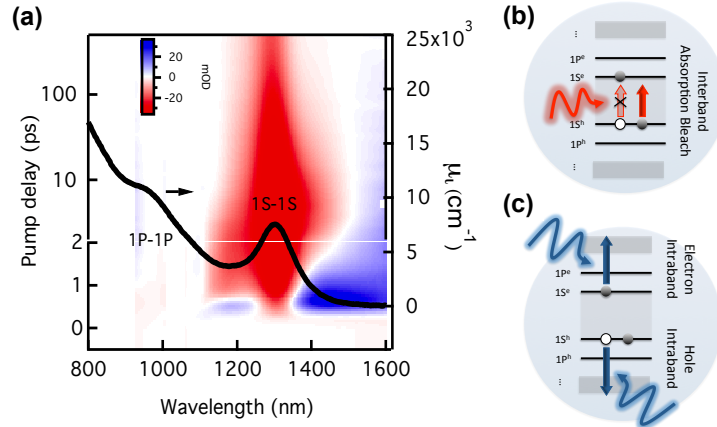 (a)
20
0
-20
mOD
100
10
2
1
0
Pump delay (ps)
25x10³
20
15
10
5
0
μᵢ (cm⁻¹)
1P-1P
1S-1S
800
1000
1200
1400
1600
Wavelength (nm)
(b)
...
1Pᵉ
1Sᵉ
1Sʰ
1Pʰ
...
Interband
Absorption Bleach
(c)
...
1Pᵉ
1Sᵉ
1Sʰ
1Pʰ
...
Electron
Intraband
Hole
Intraband